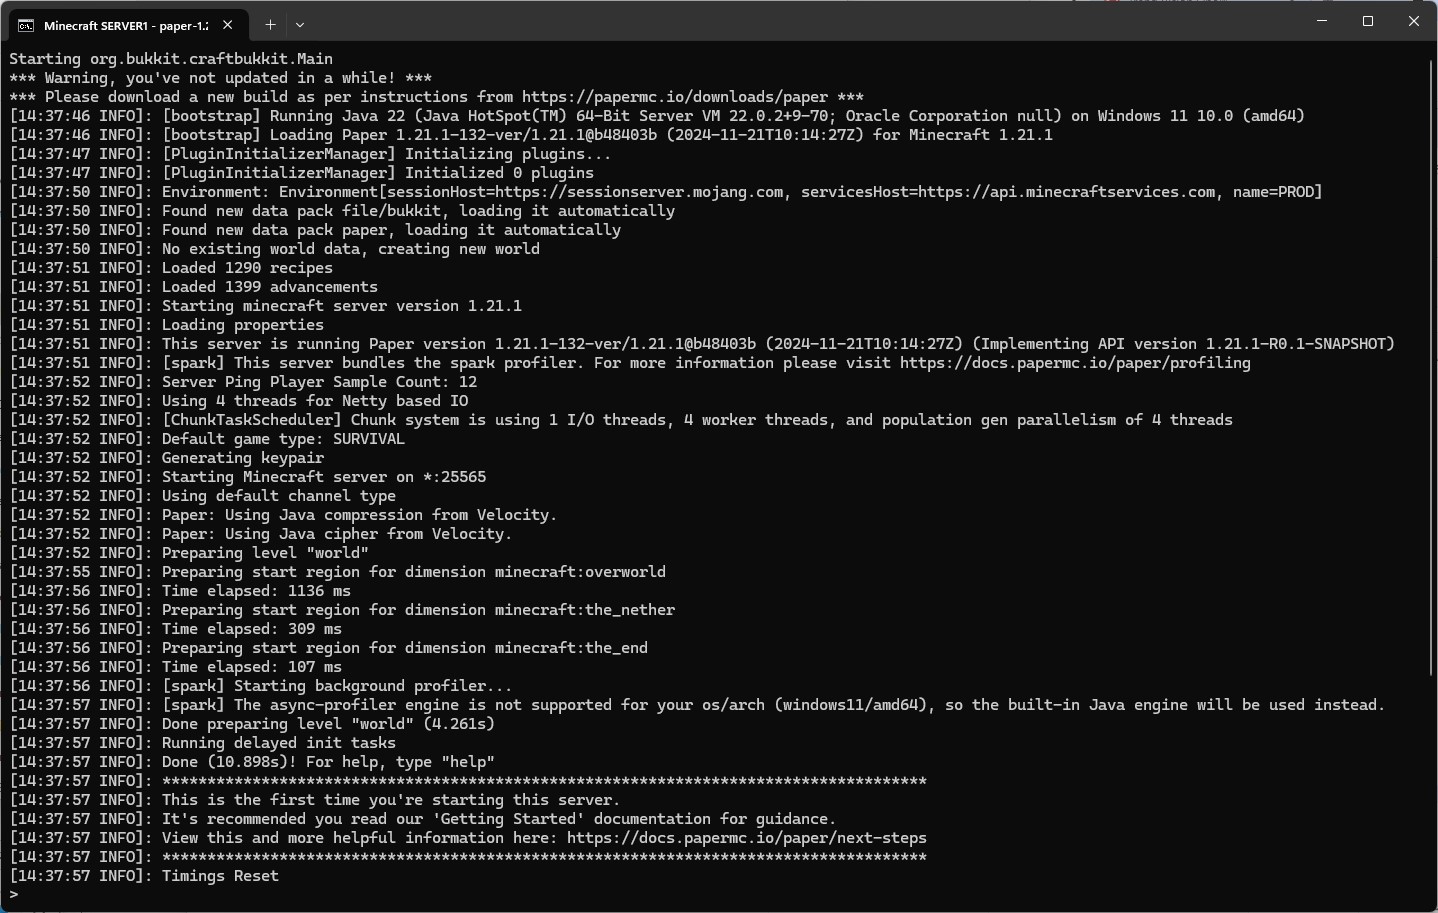 Minecraft SERVER1 - paper-1.2
Starting org.bukkit.craftbukkit.Main
*** Warning, you've not updated in a while! ***
*** Please download a new build as per instructions from https://papermc.io/downloads/paper ***
[14:37:46 INFO]: [bootstrap] Running Java 22 (Java HotSpot(TM) 64-Bit Server VM 22.0.2+9-70; Oracle Corporation null) on Windows 11 10.0 (amd64)
[14:37:46 INFO]: [bootstrap] Loading Paper 1.21.1-132-ver/1.21.1@b48403b (2024-11-21T10:14:27Z) for Minecraft 1.21.1
[14:37:47 INFO]: [PluginInitializerManager] Initializing plugins...
[14:37:47 INFO]: [PluginInitializerManager] Initialized 0 plugins
[14:37:50 INFO]: Environment: Environment[sessionHost=https://sessionserver.mojang.com, servicesHost=https://api.minecraftservices.com, name=PROD]
[14:37:50 INFO]: Found new data pack file/bukkit, loading it automatically
[14:37:50 INFO]: Found new data pack paper, loading it automatically
[14:37:50 INFO]: No existing world data, creating new world
[14:37:51 INFO]: Loaded 1290 recipes
[14:37:51 INFO]: Loaded 1399 advancements
[14:37:51 INFO]: Starting minecraft server version 1.21.1
[14:37:51 INFO]: Loading properties
[14:37:51 INFO]: This server is running Paper version 1.21.1-132-ver/1.21.1@b48403b (2024-11-21T10:14:27Z) (Implementing API version 1.21.1-R0.1-SNAPSHOT)
[14:37:51 INFO]: [spark] This server bundles the spark profiler. For more information please visit https://docs.papermc.io/paper/profiling
[14:37:52 INFO]: Server Ping Player Sample Count: 12
[14:37:52 INFO]: Using 4 threads for Netty based IO
[14:37:52 INFO]: [ChunkTaskScheduler] Chunk system is using 1 I/O threads, 4 worker threads, and population gen parallelism of 4 threads
[14:37:52 INFO]: Default game type: SURVIVAL
[14:37:52 INFO]: Generating keypair
[14:37:52 INFO]: Starting Minecraft server on *:25565
[14:37:52 INFO]: Using default channel type
[14:37:52 INFO]: Paper: Using Java compression from Velocity.
[14:37:52 INFO]: Paper: Using Java cipher from Velocity.
[14:37:52 INFO]: Preparing level "world"
[14:37:55 INFO]: Preparing start region for dimension minecraft:overworld
[14:37:56 INFO]: Time elapsed: 1136 ms
[14:37:56 INFO]: Preparing start region for dimension minecraft:the_nether
[14:37:56 INFO]: Time elapsed: 309 ms
[14:37:56 INFO]: Preparing start region for dimension minecraft:the_end
[14:37:56 INFO]: Time elapsed: 107 ms
[14:37:56 INFO]: [spark] Starting background profiler...
[14:37:57 INFO]: [spark] The async-profiler engine is not supported for your os/arch (windows11/amd64), so the built-in Java engine will be used instead.
[14:37:57 INFO]: Done preparing level "world" (4.261s)
[14:37:57 INFO]: Running delayed init tasks
[14:37:57 INFO]: Done (10.898s)! For help, type "help"
[14:37:57 INFO]: *************************************************************************************
[14:37:57 INFO]: This is the first time you're starting this server.
[14:37:57 INFO]: It's recommended you read our 'Getting Started' documentation for guidance.
[14:37:57 INFO]: View this and more helpful information here: https://docs.papermc.io/paper/next-steps
[14:37:57 INFO]: *************************************************************************************
[14:37:57 INFO]: Timings Reset
>